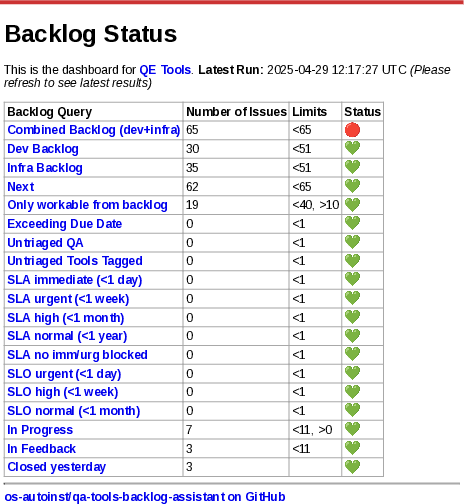 Backlog Status
This is the dashboard for QE Tools. Latest Run: 2025-04-29 12:17:27 UTC (Please
refresh to see latest results)
Backlog Query Number of Issues Limits Status
Combined Backlog (dev+infra) 65 <65
Dev Backlog 30 <51
Infra Backlog 35 <51
Next 62 <65
Only workable from backlog 19 <40, >10
Exceeding Due Date 0 <1
Untriaged QA 0 <1
Untriaged Tools Tagged 0 <1
SLA immediate (<1 day) 0 <1
SLA urgent (<1 week) 0 <1
SLA high (<1 month) 0 <1
SLA normal (<1 year) 0 <1
SLA no imm/urg blocked 0 <1
SLO urgent (<1 day) 0 <1
SLO high (<1 week) 0 <1
SLO normal (<1 month) 0 <1
In Progress 7 <11, >0
In Feedback 3 <11
Closed yesterday 3
os-autoinst/qa-tools-backlog-assistant on GitHub